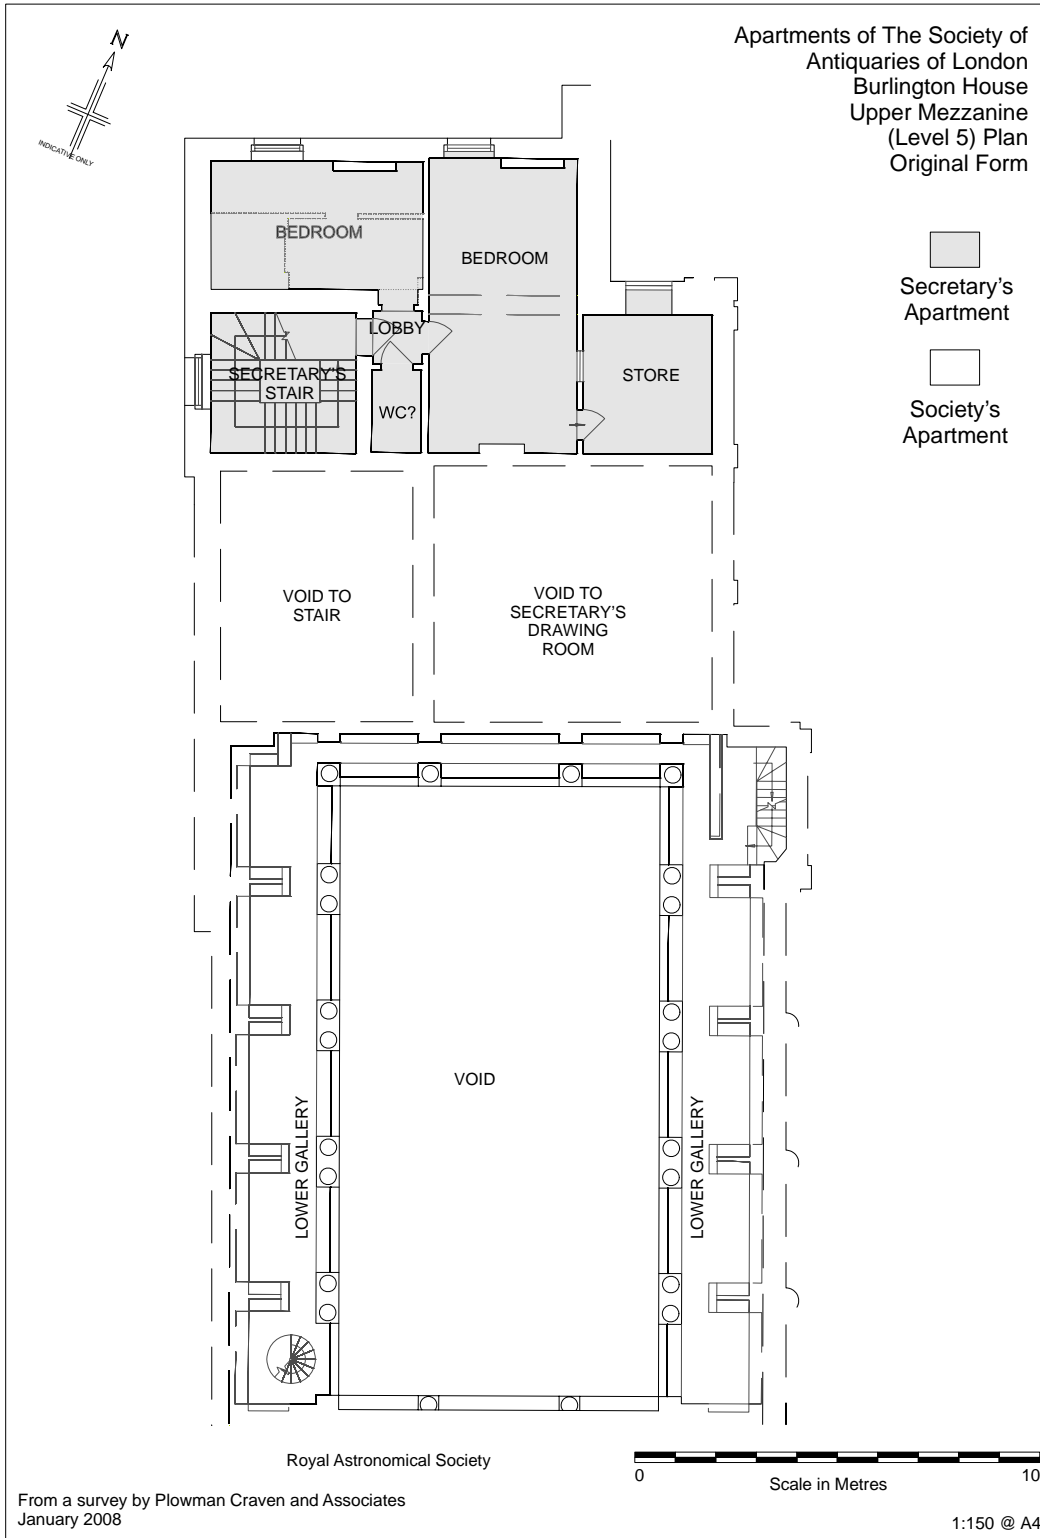 Apartments of The Society of
Antiquaries of London
Burlington House
Upper Mezzanine
(Level 5) Plan
Original Form
N
INDICATIVE ONLY
Secretary's
Apartment
Society's
Apartment
BEDROOM
BEDROOM
LOBBY
SECRETARY'S
STAIR
WC?
STORE
VOID TO
STAIR
VOID TO
SECRETARY'S
DRAWING
ROOM
VOID
LOWER GALLERY
LOWER GALLERY
Royal Astronomical Society
0
10
Scale in Metres
From a survey by Plowman Craven and Associates
January 2008
1:150 @ A4